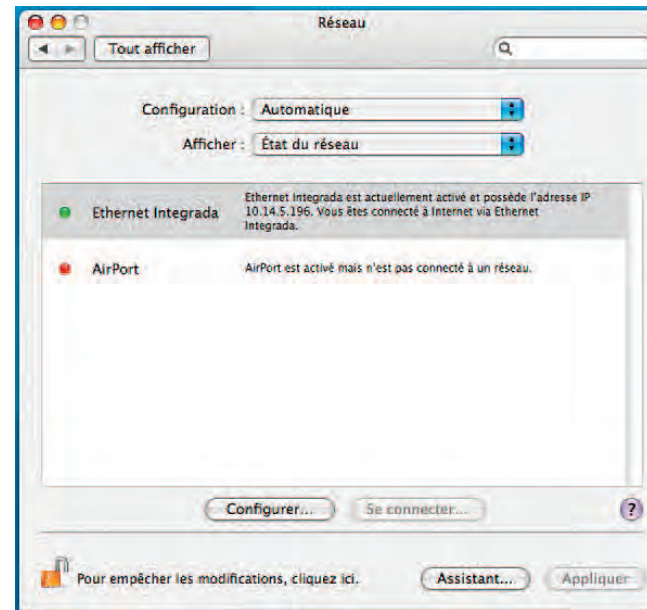 Réseau
Tout afficher
Configuration : Automatique
Afficher : État du réseau
Ethernet Integrada
Ethernet Integrada est actuellement activé et possède l'adresse IP
10.14.5.196. Vous êtes connecté à Internet via Ethernet
Integrada.
AirPort
AirPort est activé mais n'est pas connecté à un réseau.
Configurer... Se connecter... ?
Pour empêcher les modifications, cliquez ici. Assistant... Appliquer